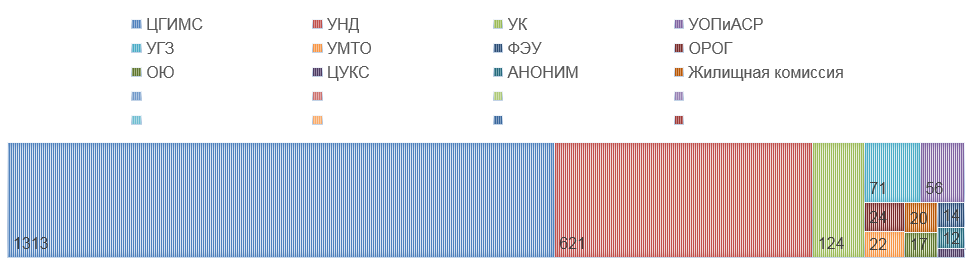 ЦГИМС УНД УК УОПиАСР
УГЗ УМТО ФЭУ ОРОГ
ОЮ ЦУКС АНОНИМ Жилищная комиссия
71 56
24 20 14
1313 621 124 22 17 12